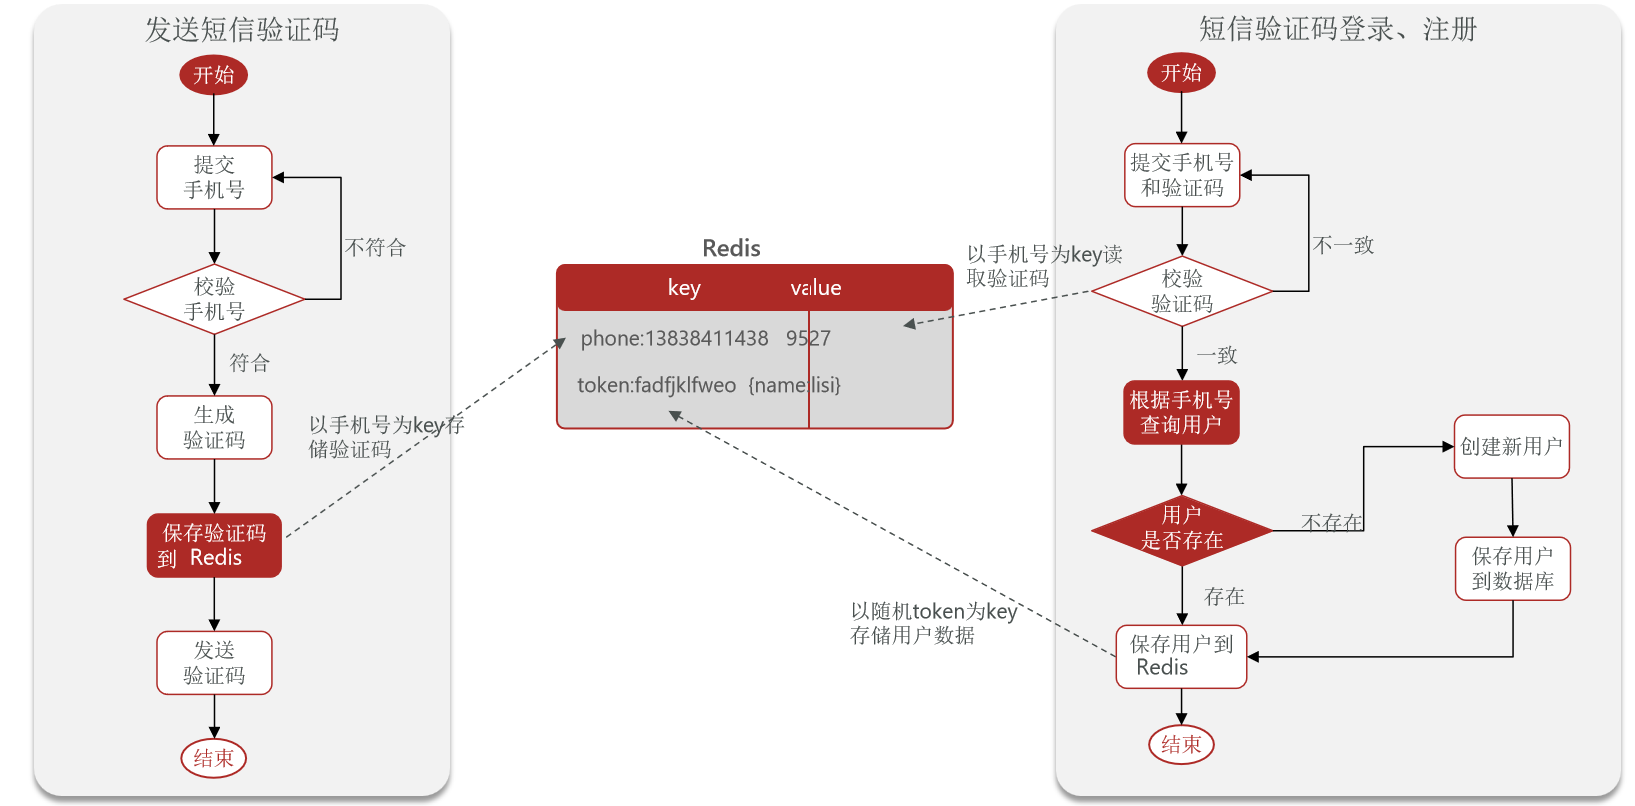 发送短信验证码
开始
提交
手机号
不符合
校验
手机号
符合
生成
验证码
以手机号为key存
储验证码
保存验证码
到 Redis
发送
验证码
结束
Redis
key value
phone:13838411438 9527
token:fadfjklfweo {name:lisi}
以手机号为key读
取验证码
以随机token为key
存储用户数据
短信验证码登录、注册
开始
提交手机号
和验证码
不一致
校验
验证码
一致
根据手机号
查询用户
用户
是否存在
不存在
创建新用户
保存用户
到数据库
存在
保存用户到
Redis
结束